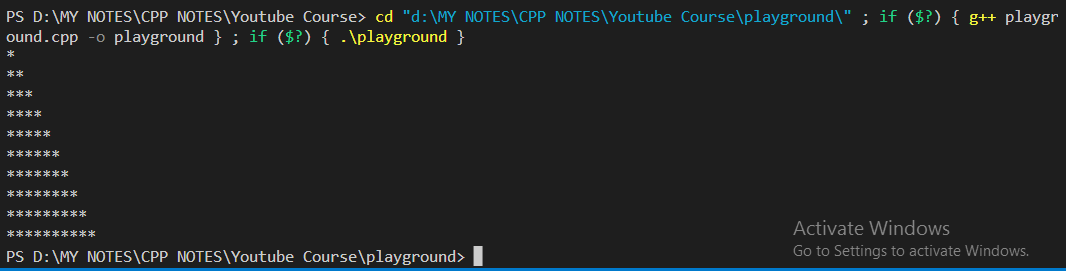 PS D:\MY NOTES\CPP NOTES\Youtube Course> cd "d:\MY NOTES\CPP NOTES\Youtube Course\playground\" ; if ($?) { g++ playgr
ound.cpp -o playground } ; if ($?) { .\playground }
*
**
***
****
*****
******
*******
********
*********
**********
PS D:\MY NOTES\CPP NOTES\Youtube Course\playground>
Activate Windows
Go to Settings to activate Windows.